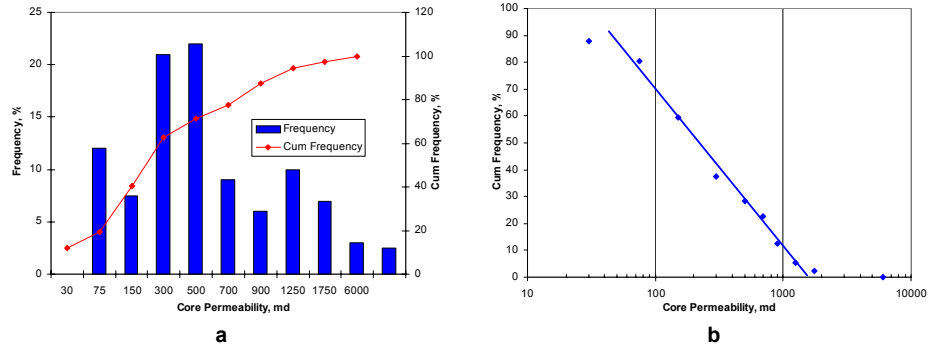 25
20
15
10
5
0
Frequency, %
120
100
80
60
40
20
0
Cum Frequency, %
Frequency
Cum Frequency
30 75 150 300 500 700 900 1250 1750 6000
Core Permeability, md
a
100
90
80
70
60
50
40
30
20
10
0
Cum Frequency, %
10 100 1000 10000
Core Permeability, md
b